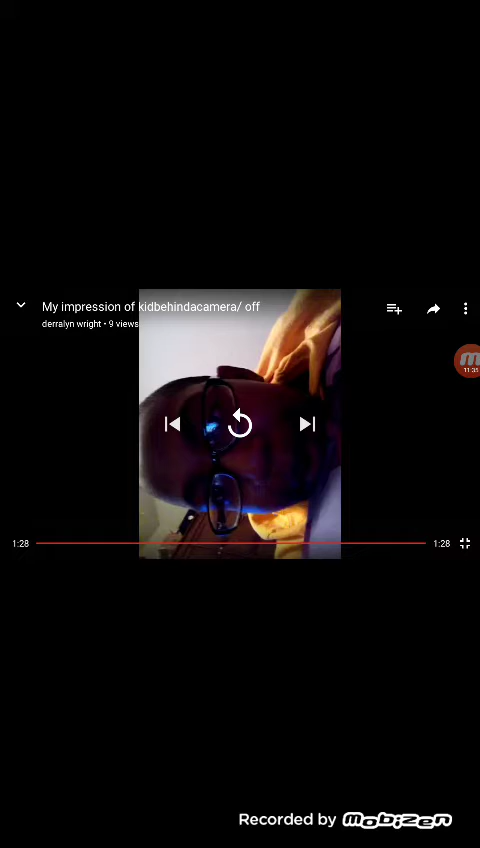 My impression of kidbehindacamera/ off
derralyn wright • 9 views
11:35
1:28
1:28
Recorded by Mobizen